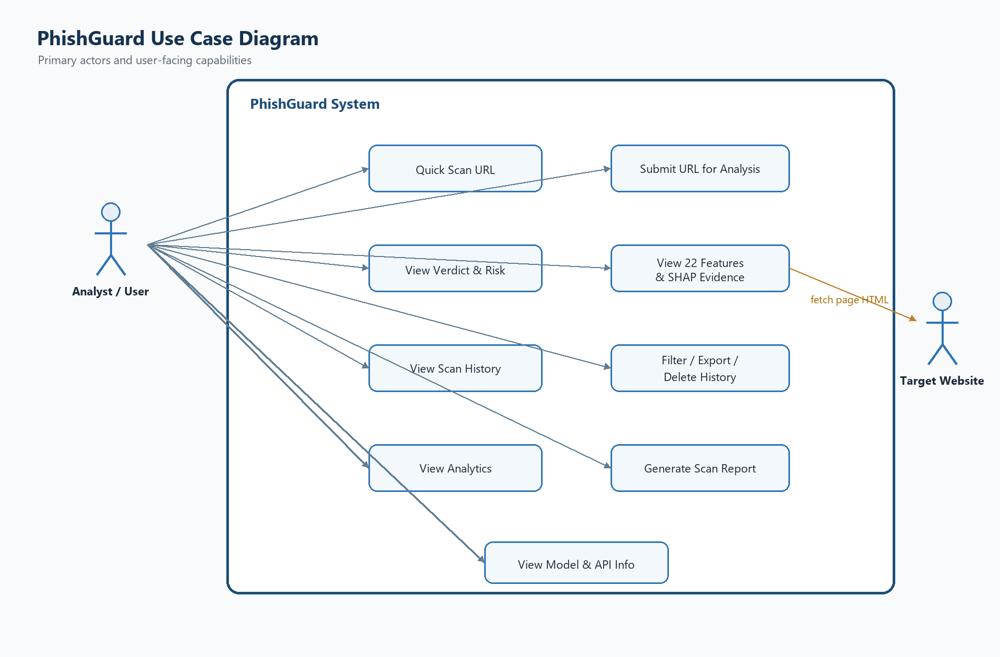 PhishGuard Use Case Diagram
Primary actors and user-facing capabilities
PhishGuard System
Quick Scan URL
Submit URL for Analysis
View Verdict & Risk
View 22 Features
& SHAP Evidence
Analyst / User
fetch page HTML
View Scan History
Filter / Export /
Delete History
Target Website
View Analytics
Generate Scan Report
View Model & API Info